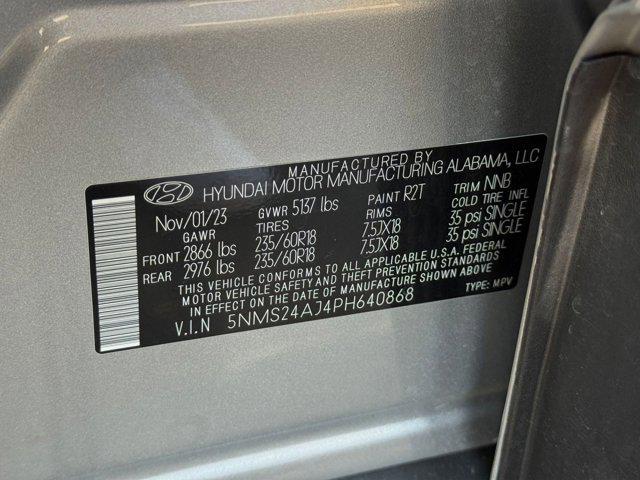 MANUFACTURED BY
HYUNDAI MOTOR MANUFACTURING ALABAMA, LLC
Nov/01/23 GVWR 5137 lbs PAINT R2T TRIM NNB
GAWR TIRES RIMS COLD TIRE INFL
FRONT 2866 lbs 235/60R18 7.5JX18 35 psi SINGLE
REAR 2976 lbs 235/60R18 7.5JX18 35 psi SINGLE
THIS VEHICLE CONFORMS TO ALL APPLICABLE U.S.A. FEDERAL
MOTOR VEHICLE SAFETY AND THEFT PREVENTION STANDARDS
IN EFFECT ON THE DATE OF MANUFACTURE SHOWN ABOVE
V.I.N 5NMS24AJ4PH640868 TYPE: MPV